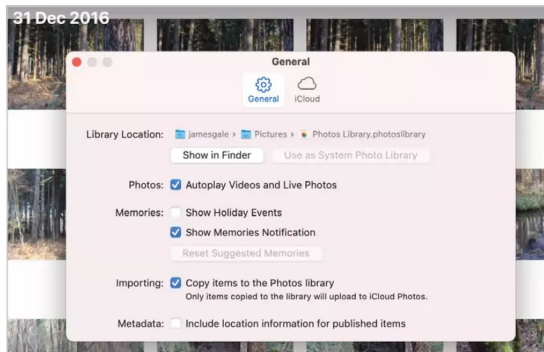 31 Dec 2016
General
General iCloud
Library Location: jamesgale › Pictures › Photos Library.photoslibrary
Show in Finder Use as System Photo Library
Photos: Autoplay Videos and Live Photos
Memories: Show Holiday Events
Show Memories Notification
Reset Suggested Memories
Importing: Copy items to the Photos library
Only items copied to the library will upload to iCloud Photos.
Metadata: Include location information for published items